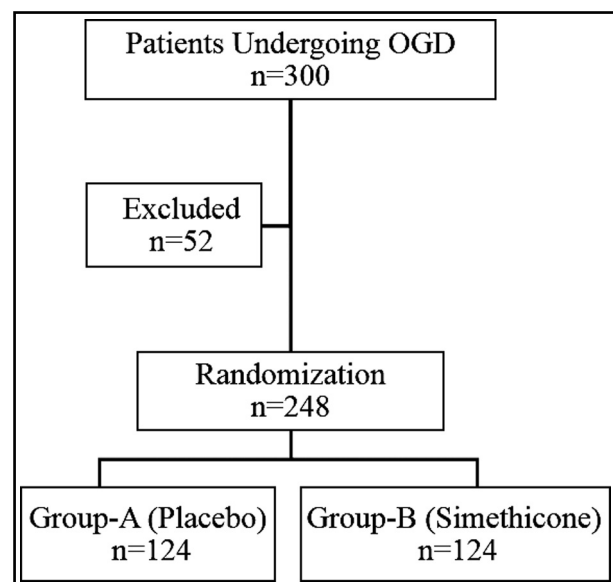 Patients Undergoing OGD
n=300
Excluded
n=52
Randomization
n=248
Group-A (Placebo)
n=124
Group-B (Simethicone)
n=124